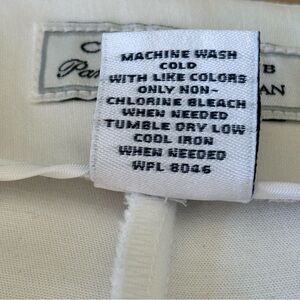 MACHINE WASH
COLD
WITH LIKE COLORS
ONLY NON-
CHLORINE BLEACH
WHEN NEEDED
TUMBLE DRY LOW
COOL IRON
WHEN NEEDED
WPL 8046